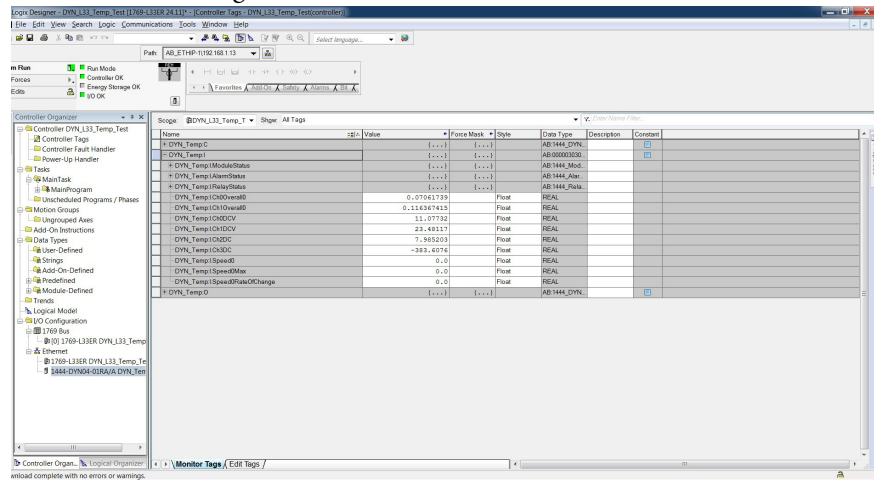 Logix Designer - DYN_L33_Temp_Test [1769-L33ER 24.11]* - [Controller Tags - DYN_L33_Temp_Test(controller)]
File Edit View Search Logic Communications Tools Window Help
Select language...
Path: AB_ETHIP-1\192.168.1.13
m Run
Run Mode
Forces
Controller OK
Energy Storage OK
Edits
I/O OK
Favorites Add-On Safety Alarms Bit
Controller Organizer
Scope: DYN_L33_Temp_T Show: All Tags Enter Name Filter...
Controller DYN_L33_Temp_Test
Controller Tags
Controller Fault Handler
Power-Up Handler
Tasks
MainTask
MainProgram
Unscheduled Programs / Phases
Motion Groups
Ungrouped Axes
Add-On Instructions
Data Types
User-Defined
Strings
Add-On-Defined
Predefined
Module-Defined
Trends
Logical Model
I/O Configuration
1769 Bus
[0] 1769-L33ER DYN_L33_Temp
Ethernet
1769-L33ER DYN_L33_Temp_Te
1444-DYN04-01RA/A DYN_Ten
Name Value Force Mask Style Data Type Description Constant
+ DYN_Temp:C {...} {...} AB:1444_DYN...
- DYN_Temp:I {...} {...} AB:000003030...
+ DYN_Temp:I.ModuleStatus {...} {...} AB:1444_Mod...
+ DYN_Temp:I.AlarmStatus {...} {...} AB:1444_Alar...
+ DYN_Temp:I.RelayStatus {...} {...} AB:1444_Rela...
DYN_Temp:I.Ch0Overall0 0.07061739 Float REAL
DYN_Temp:I.Ch1Overall0 0.116367415 Float REAL
DYN_Temp:I.Ch0DCV 11.07732 Float REAL
DYN_Temp:I.Ch1DCV 23.48117 Float REAL
DYN_Temp:I.Ch2DC 7.985203 Float REAL
DYN_Temp:I.Ch3DC -383.6076 Float REAL
DYN_Temp:I.Speed0 0.0 Float REAL
DYN_Temp:I.Speed0Max 0.0 Float REAL
DYN_Temp:I.Speed0RateOfChange 0.0 Float REAL
+ DYN_Temp:O {...} {...} AB:1444_DYN...
Controller Organ... Logical Organizer
Monitor Tags Edit Tags
wnload complete with no errors or warnings.